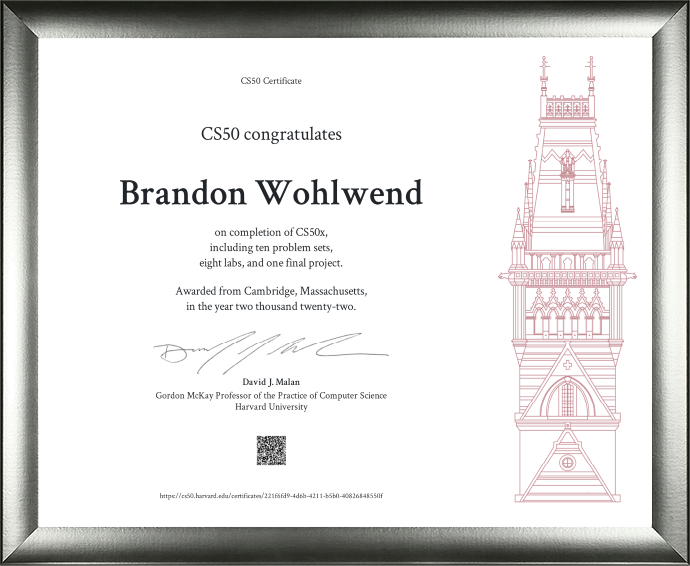 CS50 Certificate
CS50 congratulates
Brandon Wohlwend
on completion of CS50x,
including ten problem sets,
eight labs, and one final project.
Awarded from Cambridge, Massachusetts,
in the year two thousand twenty-two.
David J. Malan
Gordon McKay Professor of the Practice of Computer Science
Harvard University
https://cs50.harvard.edu/certificates/221f6fd9-4d6b-4211-b5b0-40826848550f